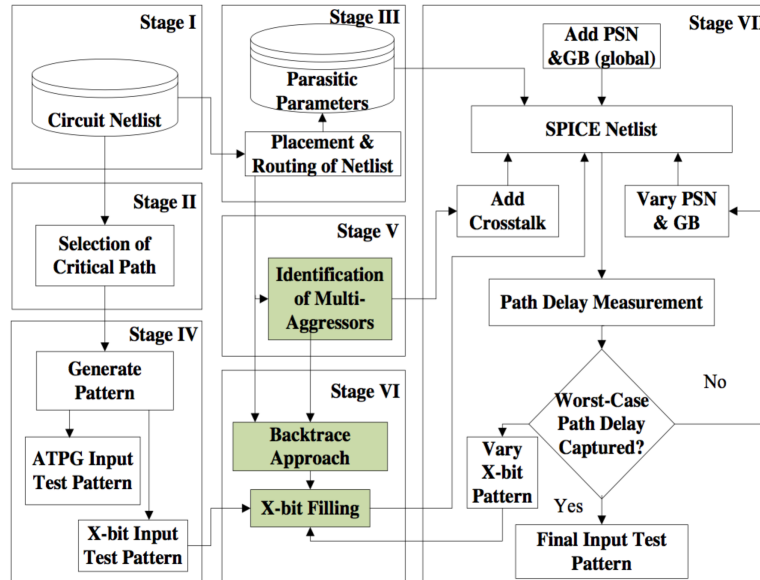 Stage I
Circuit Netlist
Stage II
Selection of
Critical Path
Stage III
Parasitic
Parameters
Placement &
Routing of Netlist
Stage IV
Generate
Pattern
ATPG Input
Test Pattern
X-bit Input
Test Pattern
Stage V
Identification
of Multi-
Aggressors
Stage VI
Backtrace
Approach
X-bit Filling
Stage VII
Add PSN
&GB (global)
SPICE Netlist
Add
Crosstalk
Vary PSN
& GB
Path Delay Measurement
Worst-Case
Path Delay
Captured?
No
Vary
X-bit
Pattern
Yes
Final Input Test
Pattern